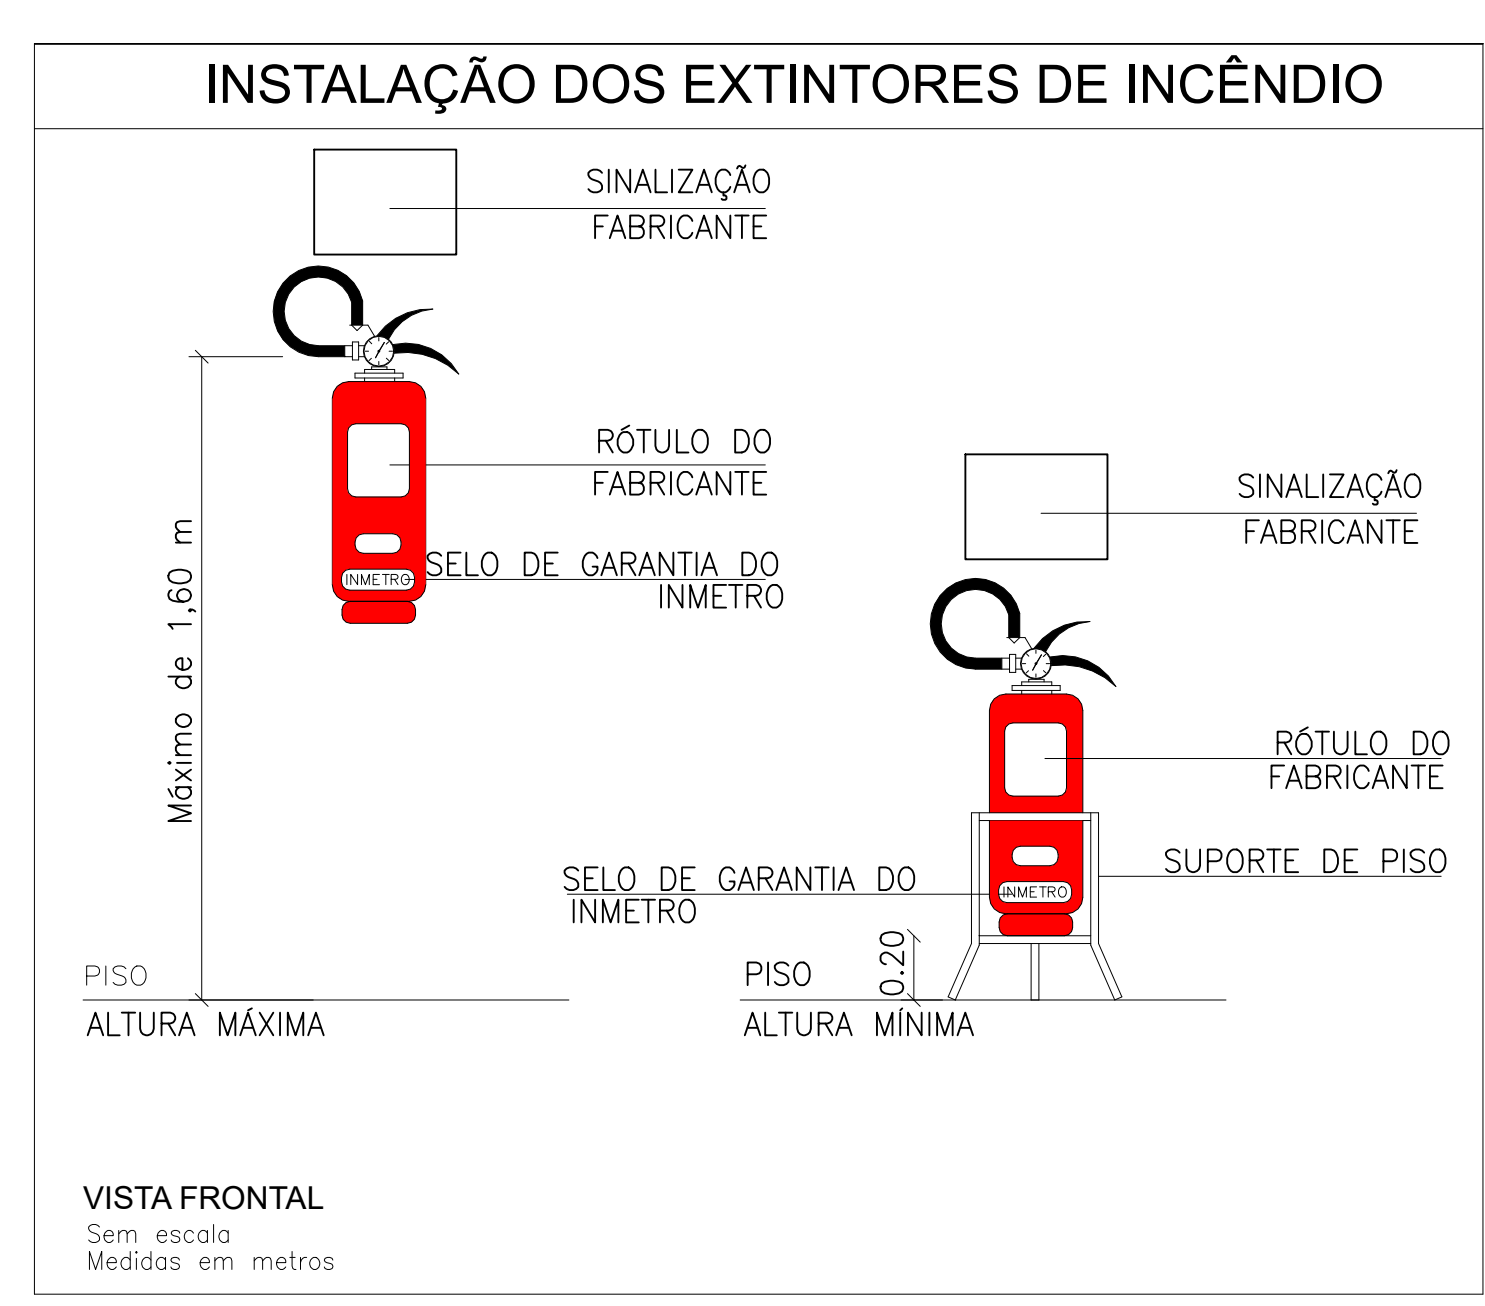 INSTALAÇÃO DOS EXTINTORES DE INCÊNDIO
SINALIZAÇÃO
FABRICANTE
RÓTULO DO
FABRICANTE
SELO DE GARANTIA DO
INMETRO
INMETRO
Máximo de 1,60 m
PISO
ALTURA MÁXIMA
SINALIZAÇÃO
FABRICANTE
RÓTULO DO
FABRICANTE
SUPORTE DE PISO
SELO DE GARANTIA DO
INMETRO
INMETRO
0.20
PISO
ALTURA MÍNIMA
VISTA FRONTAL
Sem escala
Medidas em metros